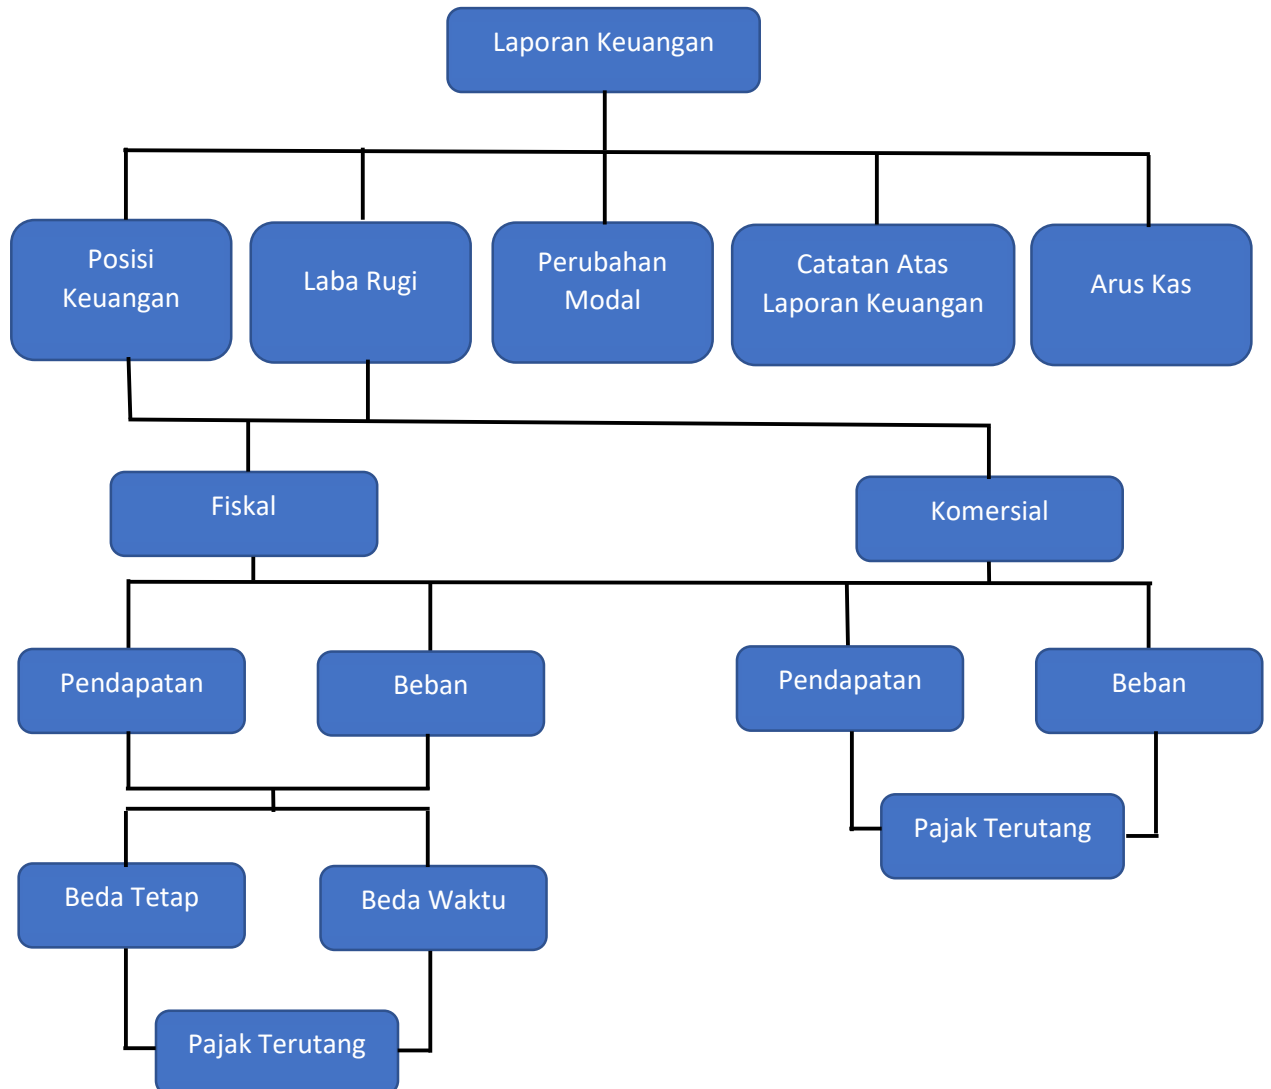 Laporan Keuangan
Posisi
Keuangan
Laba Rugi
Perubahan
Modal
Catatan Atas
Laporan Keuangan
Arus Kas
Fiskal
Komersial
Pendapatan
Beban
Pendapatan
Beban
Pajak Terutang
Beda Tetap
Beda Waktu
Pajak Terutang